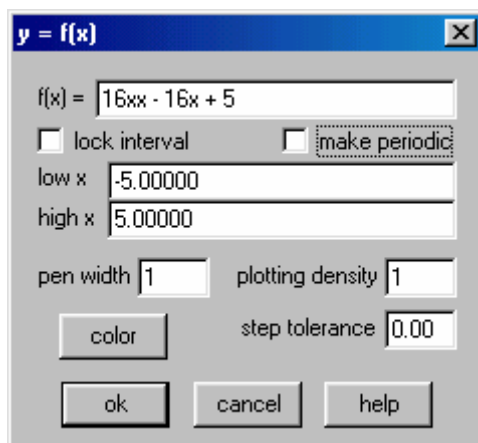 y = f(x)
f(x) = 16xx - 16x + 5
lock interval make periodic
low x -5.00000
high x 5.00000
pen width 1 plotting density 1
color step tolerance 0.00
ok cancel help